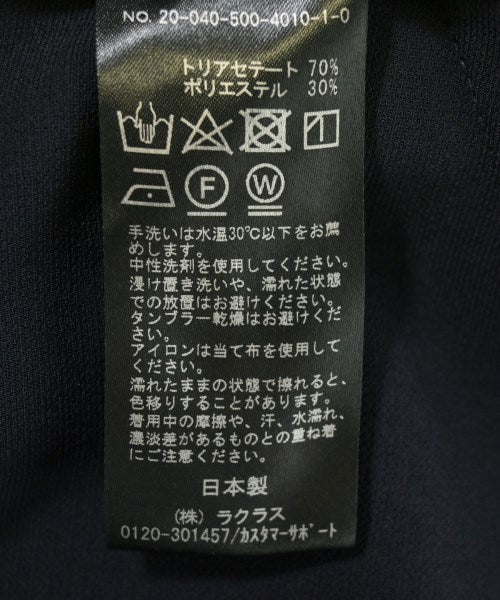 NO. 20-040-500-4010-1-0
トリアセテート 70%
ポリエステル 30%
F W
手洗いは水温30℃以下をお薦
めします。
中性洗剤を使用してください。
浸け置き洗いや、濡れた状態
での放置はお避けください。
タンブラー乾燥はお避けくださ
い。
アイロンは当て布を使用して
ください。
濡れたままの状態で擦れると、
色移りすることがあります。
着用中の摩擦や、汗、水濡れ、
濃淡差があるものとの重ね着
にご注意ください。
日本製
(株) ラクラス
0120-301457/カスタマーサポート